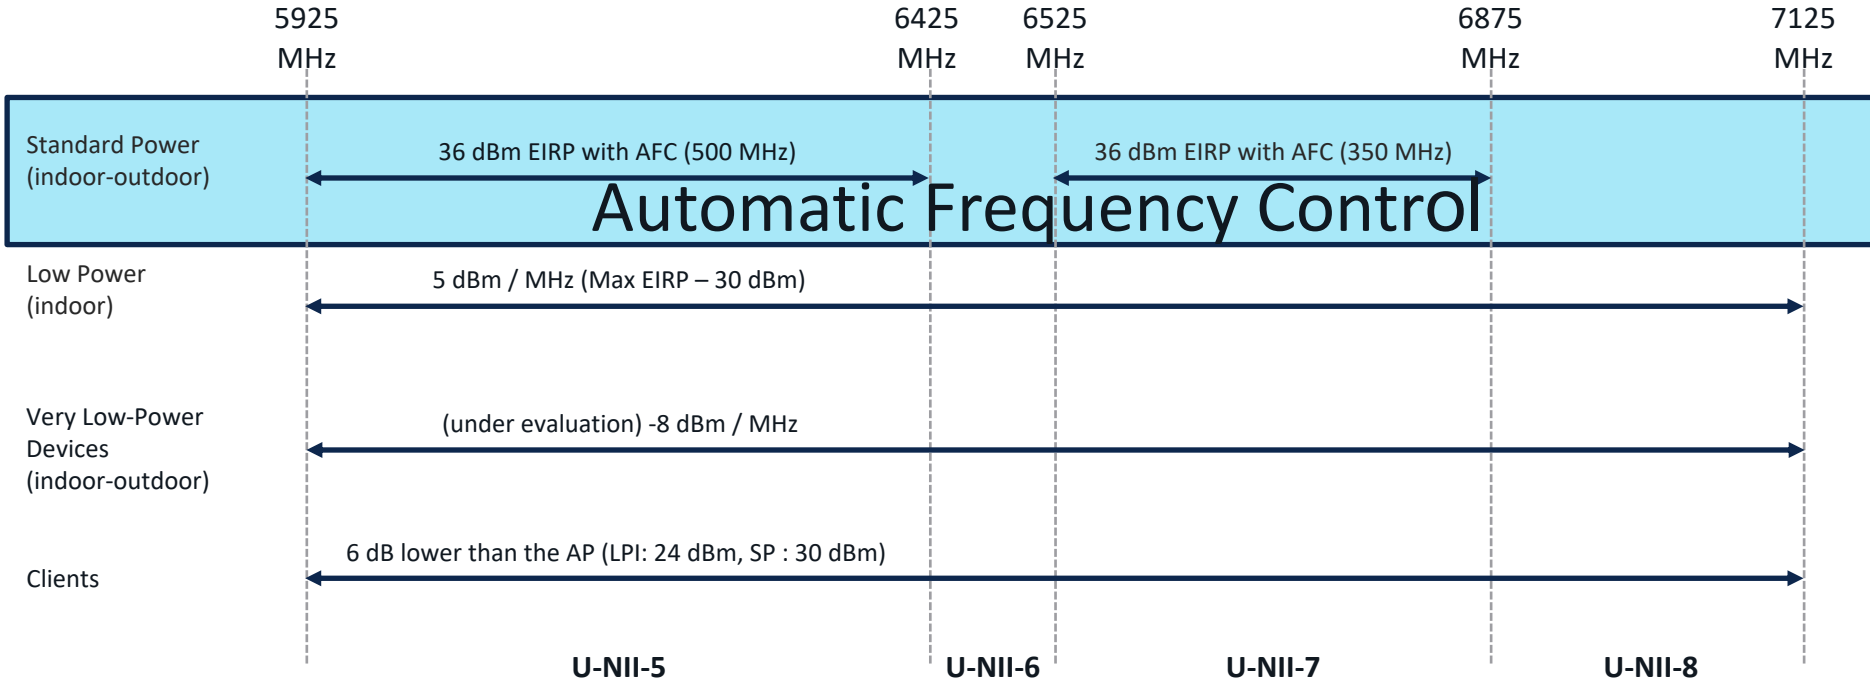 5925 6425 6525 6875 7125
MHz MHz MHz MHz MHz
Standard Power
(indoor-outdoor)
36 dBm EIRP with AFC (500 MHz)
36 dBm EIRP with AFC (350 MHz)
Automatic Frequency Control
Low Power
(indoor)
5 dBm / MHz (Max EIRP – 30 dBm)
Very Low-Power
Devices
(indoor-outdoor)
(under evaluation) -8 dBm / MHz
Clients
6 dB lower than the AP (LPI: 24 dBm, SP : 30 dBm)
U-NII-5 U-NII-6 U-NII-7 U-NII-8